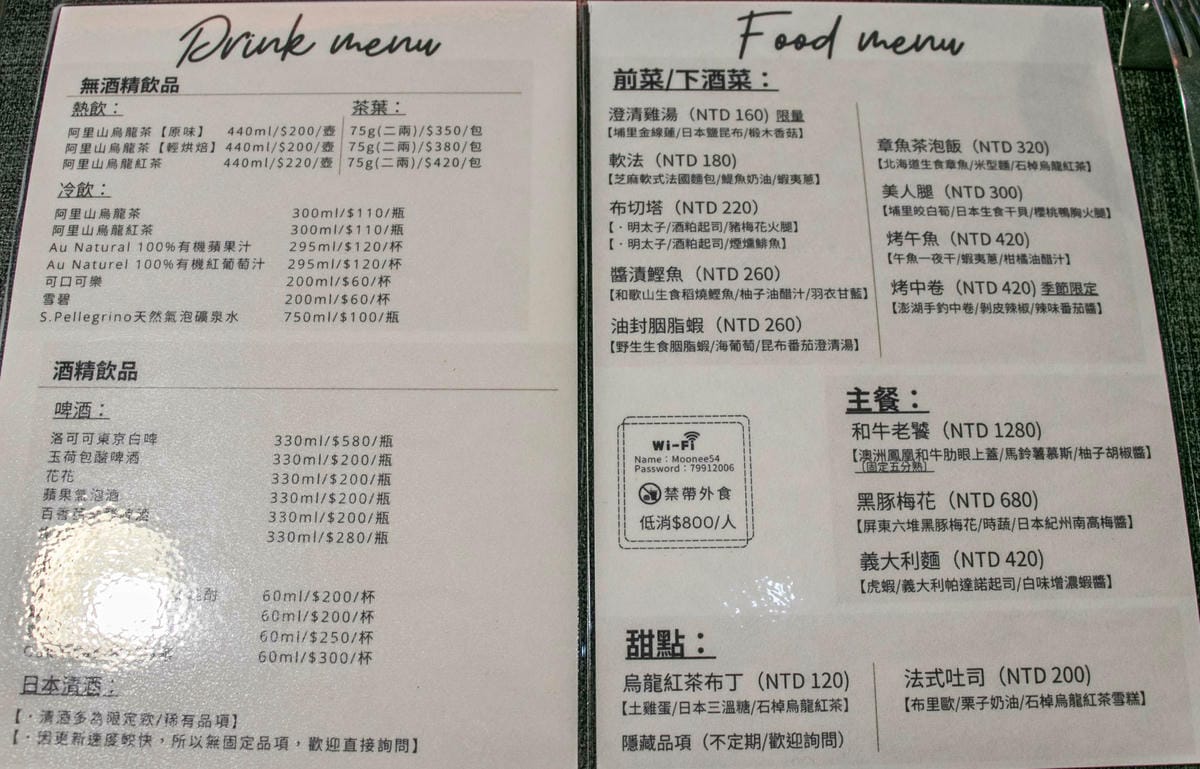 Drink menu
無酒精飲品
熱飲：
茶葉：
阿里山烏龍茶【原味】 440ml/$200/壺 75g(二兩)/$350/包
阿里山烏龍茶【輕烘焙】 440ml/$200/壺 75g(二兩)/$380/包
阿里山烏龍紅茶 440ml/$220/壺 75g(二兩)/$420/包
冷飲：
阿里山烏龍茶 300ml/$110/瓶
阿里山烏龍紅茶 300ml/$110/瓶
Au Natural 100%有機蘋果汁 295ml/$120/杯
Au Naturel 100%有機紅葡萄汁 295ml/$120/杯
可口可樂 200ml/$60/杯
雪碧 200ml/$60/杯
S.Pellegrino天然氣泡礦泉水 750ml/$100/瓶
酒精飲品
啤酒：
洛可可東京白啤 330ml/$580/瓶
玉荷包酸啤酒 330ml/$200/瓶
花花 330ml/$200/瓶
蘋果氣泡酒 330ml/$200/瓶
百香 330ml/$200/瓶
330ml/$280/瓶
60ml/$200/杯
60ml/$200/杯
60ml/$250/杯
60ml/$300/杯
日本清酒：
【·清酒多為限定款/稀有品項】
【·因更新速度較快，所以無固定品項，歡迎直接詢問】
Food menu
前菜/下酒菜：
澄清雞湯（NTD 160）限量
【埔里金線蓮/日本鹽昆布/椴木香菇】
軟法（NTD 180）
【芝麻軟式法國麵包/鯷魚奶油/蝦夷蔥】
布切塔（NTD 220）
【·明太子/酒粕起司/豬梅花火腿】
【·明太子/酒粕起司/煙燻鯡魚】
醬漬鰹魚（NTD 260）
【和歌山生食稻燒鰹魚/柚子油醋汁/羽衣甘藍】
油封胭脂蝦（NTD 260）
【野生生食胭脂蝦/海葡萄/昆布番茄澄清湯】
章魚茶泡飯（NTD 320）
【北海道生食章魚/米型麵/石棹烏龍紅茶】
美人腿（NTD 300）
【埔里皎白筍/日本生食干貝/櫻桃鴨胸火腿】
烤午魚（NTD 420）
【午魚一夜干/蝦夷蔥/柑橘油醋汁】
烤中卷（NTD 420）季節限定
【澎湖手釣中卷/剝皮辣椒/辣味番茄醬】
Wi-Fi
Name：Moonee54
Password：79912006
禁帶外食
低消$800/人
主餐：
和牛老饕（NTD 1280）
【澳洲鳳凰和牛肋眼上蓋/馬鈴薯慕斯/柚子胡椒醬】
（固定五分熟）
黑豚梅花（NTD 680）
【屏東六堆黑豚梅花/時蔬/日本紀州南高梅醬】
義大利麵（NTD 420）
【虎蝦/義大利帕達諾起司/白味增濃蝦醬】
甜點：
烏龍紅茶布丁（NTD 120）
【土雞蛋/日本三溫糖/石棹烏龍紅茶】
隱藏品項（不定期/歡迎詢問）
法式吐司（NTD 200）
【布里歐/栗子奶油/石棹烏龍紅茶雪糕】